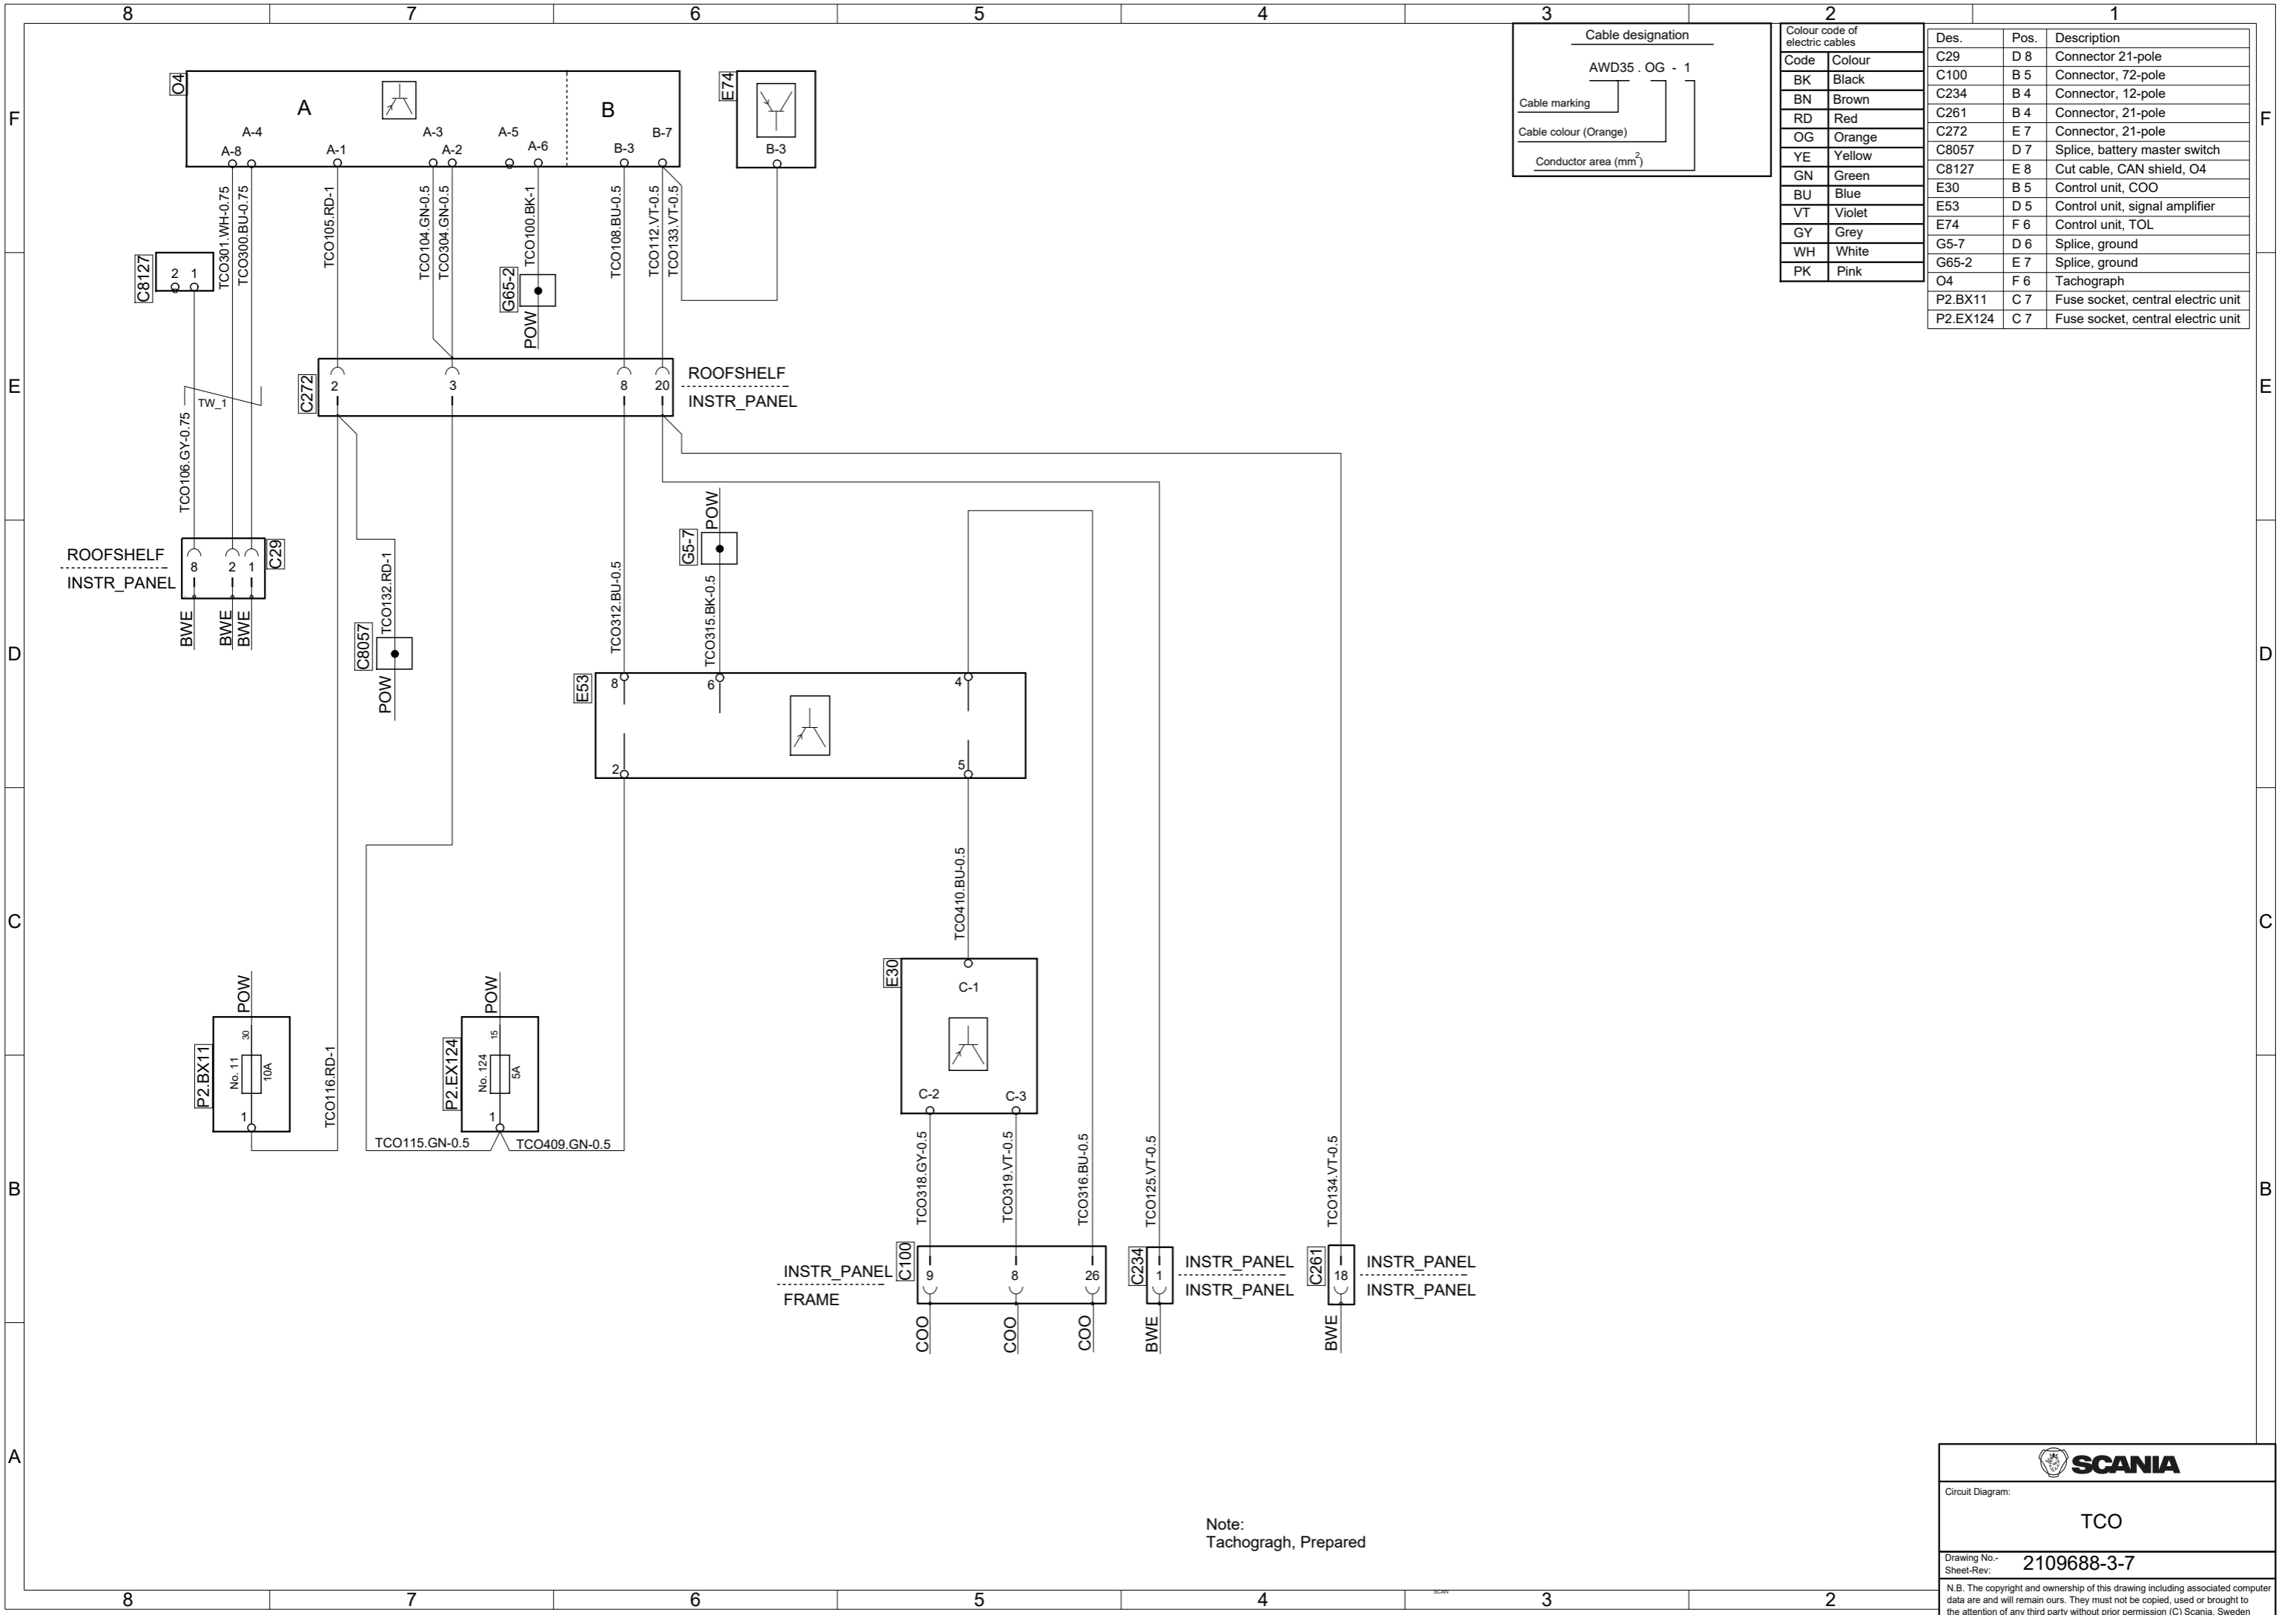 8 7 6 5 4 3 2 1
Cable designation
AWD35 . OG - 1
Cable marking
Cable colour (Orange)
Conductor area (mm2)
Colour code of
electric cables
Code Colour
BK Black
BN Brown
RD Red
OG Orange
YE Yellow
GN Green
BU Blue
VT Violet
GY Grey
WH White
PK Pink
Des. Pos. Description
C29 D 8 Connector 21-pole
C100 B 5 Connector, 72-pole
C234 B 4 Connector, 12-pole
C261 B 4 Connector, 21-pole
C272 E 7 Connector, 21-pole
C8057 D 7 Splice, battery master switch
C8127 E 8 Cut cable, CAN shield, O4
E30 B 5 Control unit, COO
E53 D 5 Control unit, signal amplifier
E74 F 6 Control unit, TOL
G5-7 D 6 Splice, ground
G65-2 E 7 Splice, ground
O4 F 6 Tachograph
P2.BX11 C 7 Fuse socket, central electric unit
P2.EX124 C 7 Fuse socket, central electric unit
F F
O4
A B
A-4 A-3 A-5 B-7
A-8 A-1 A-2 A-6 B-3
E74
B-3
TCO301.WH-0.75
TCO300.BU-0.75
TCO105.RD-1
TCO104.GN-0.5
TCO304.GN-0.5
TCO100.BK-1
TCO108.BU-0.5
TCO112.VT-0.5
TCO133.VT-0.5
C8127
2 1
G65-2
POW
E E
C272
2 3 8 20
ROOFSHELF
INSTR_PANEL
TW_1
TCO106.GY-0.75
ROOFSHELF
INSTR_PANEL
8 2 1
C29
BWE
BWE
BWE
TCO132.RD-1
C8057
POW
TCO312.BU-0.5
G5-7
POW
TCO315.BK-0.5
D D
E53
8 6 4
2 5
C C
TCO410.BU-0.5
E30
C-1
C-2 C-3
P2.BX11
POW
30
No. 11
10A
1
TCO116.RD-1
P2.EX124
POW
15
No. 124
5A
1
TCO115.GN-0.5
TCO409.GN-0.5
B B
TCO318.GY-0.5
TCO319.VT-0.5
TCO316.BU-0.5
TCO125.VT-0.5
TCO134.VT-0.5
INSTR_PANEL
FRAME
C100
9 8 26
COO
COO
COO
C234
1
INSTR_PANEL
INSTR_PANEL
BWE
C261
18
INSTR_PANEL
INSTR_PANEL
BWE
A
Note:
Tachogragh, Prepared
SCANIA
Circuit Diagram:
TCO
Drawing No.-
Sheet-Rev: 2109688-3-7
N.B. The copyright and ownership of this drawing including associated computer
data are and will remain ours. They must not be copied, used or brought to
the attention of any third party without prior permission (C) Scania, Sweden
8 7 6 5 4 3 2